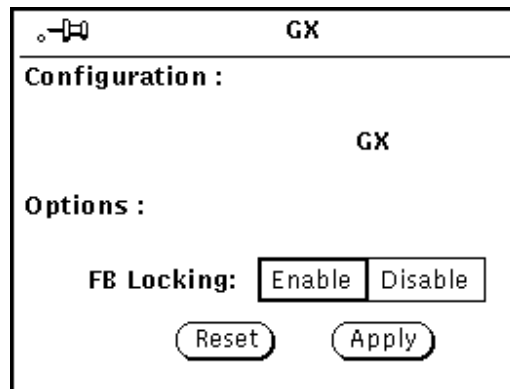 GX
Configuration :
GX
Options :
FB Locking: Enable Disable
Reset Apply